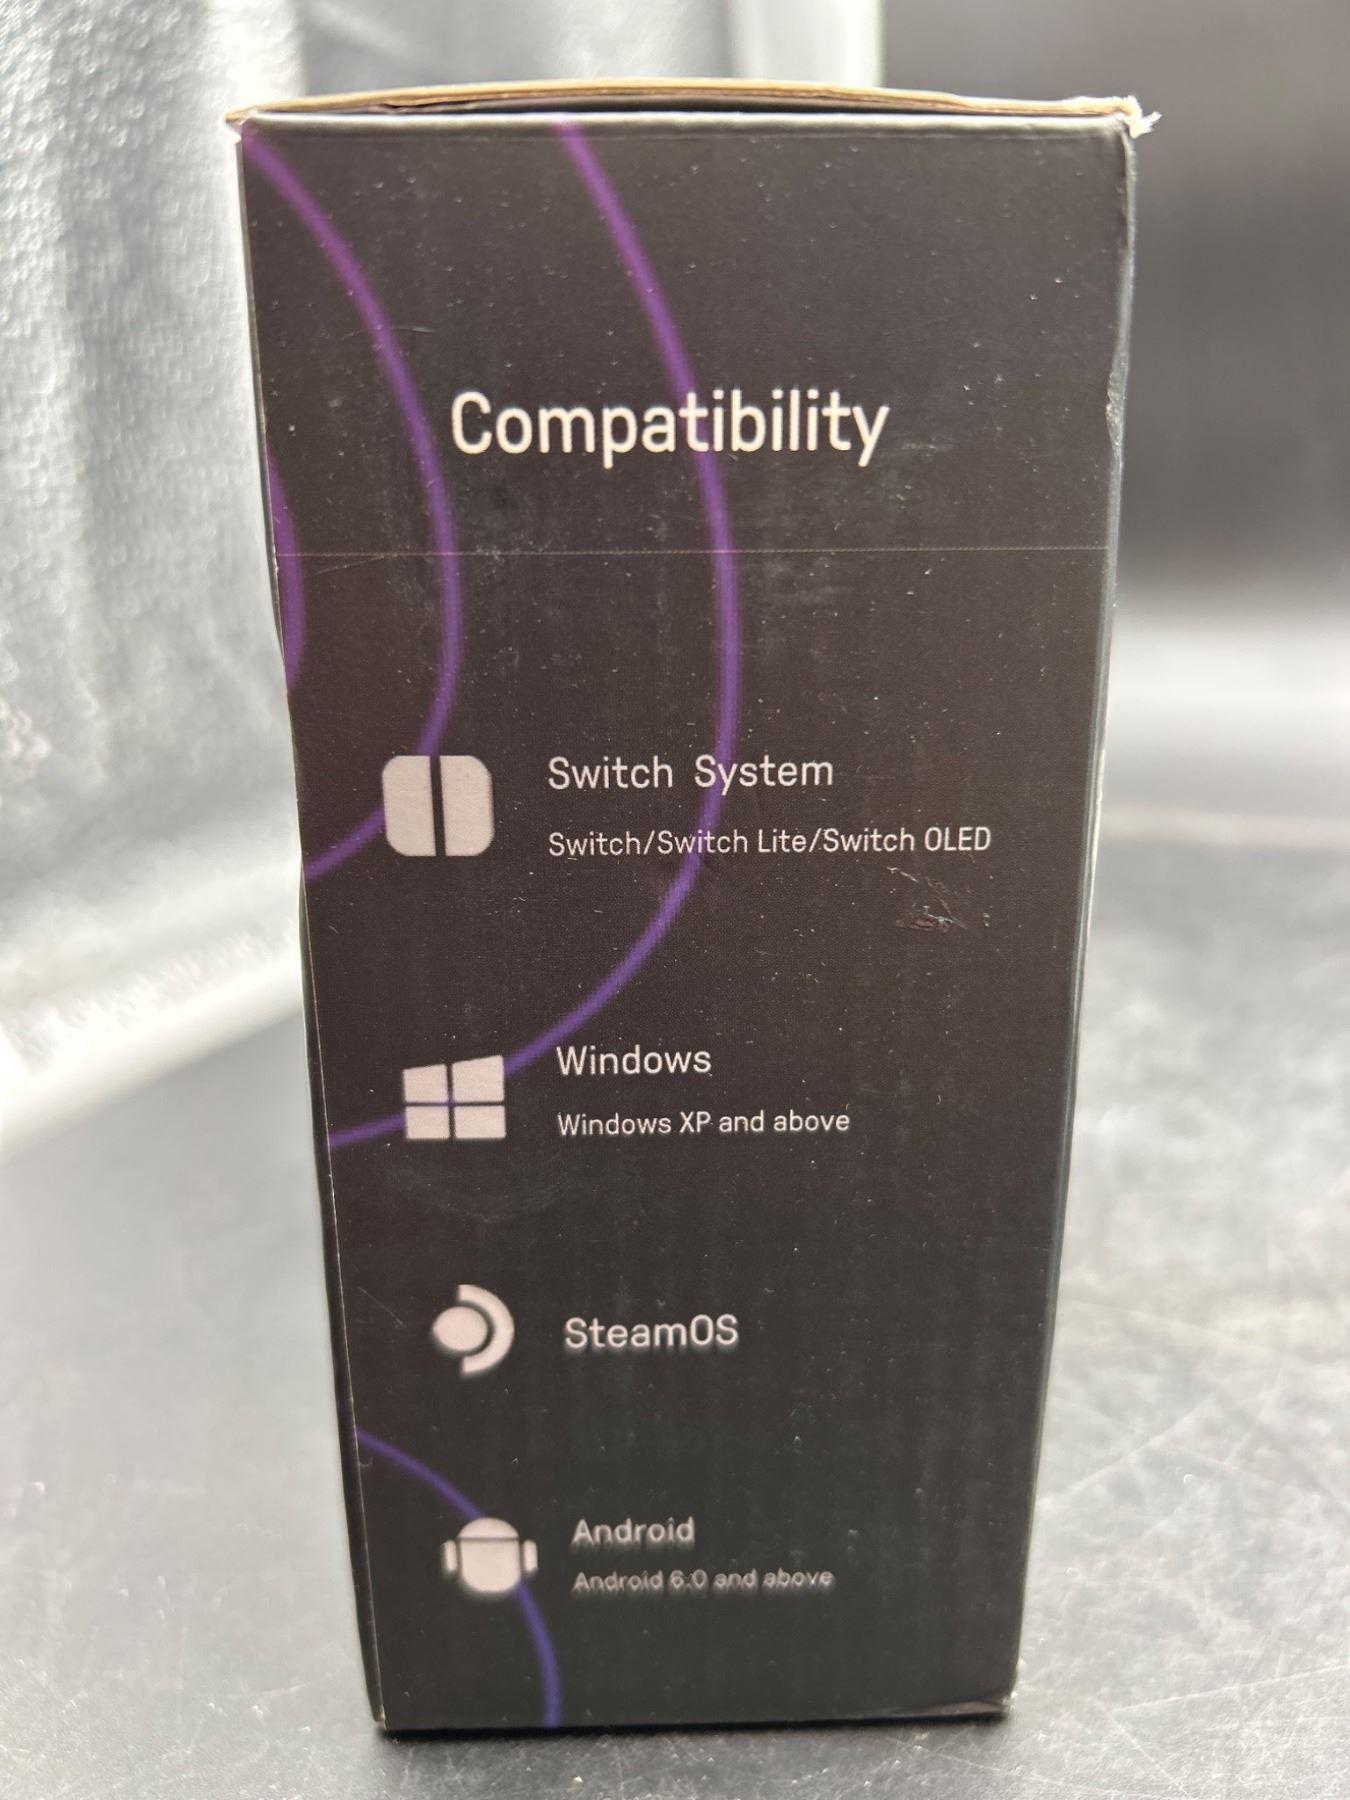 Compatibility
Switch System
Switch/Switch Lite/Switch OLED
Windows
Windows XP and above
SteamOS
Android
Android 6.0 and above